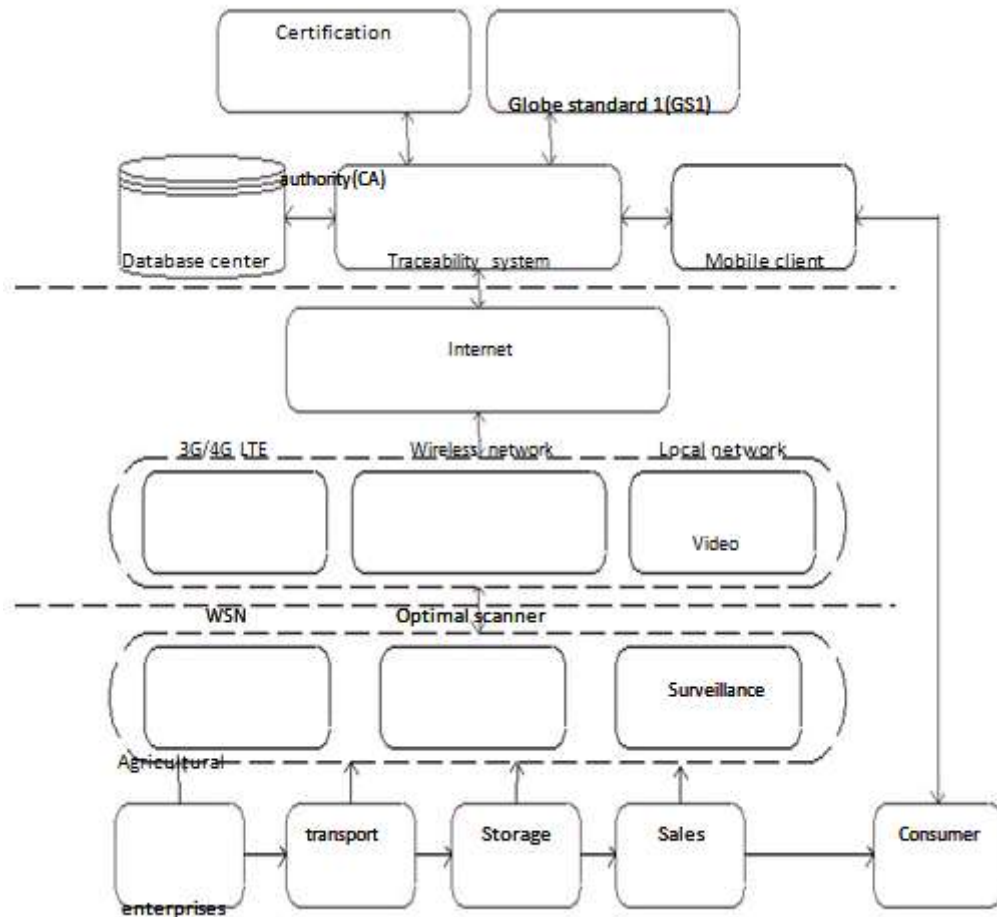 Certification
Globe standard 1(GS1)
authority(CA)
Database center
Traceability system
Mobile client
Internet
3G/4G LTE
Wireless network
Local network
Video
WSN
Optimal scanner
Surveillance
Agricultural
transport
Storage
Sales
Consumer
enterprises